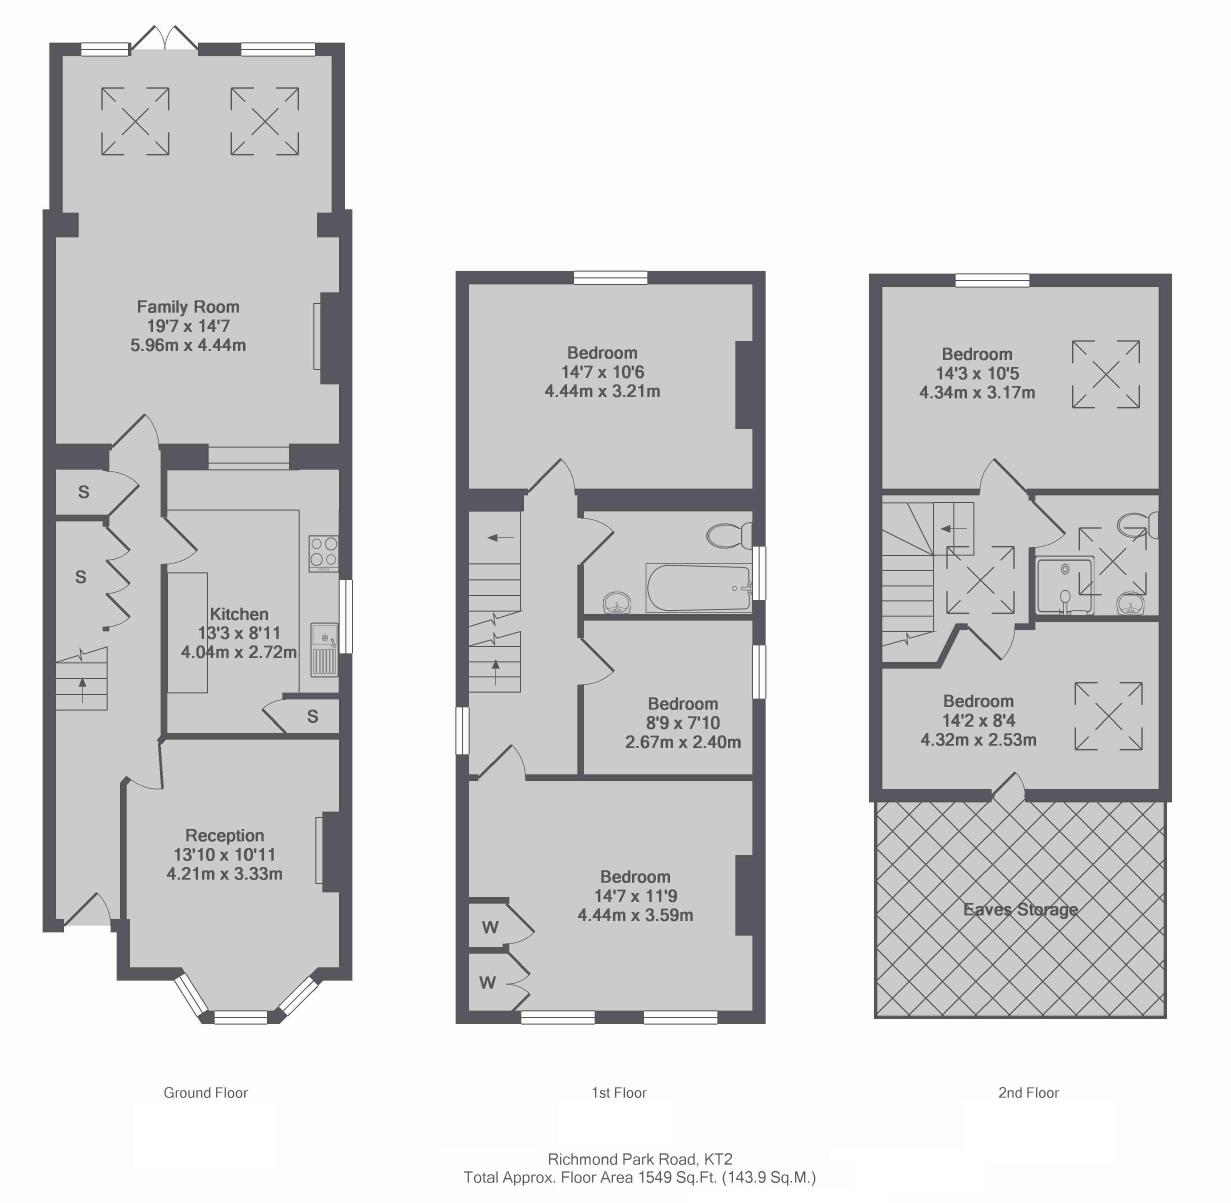 Family Room
19'7 x 14'7
5.96m x 4.44m
S
S
Kitchen
13'3 x 8'11
4.04m x 2.72m
S
Reception
13'10 x 10'11
4.21m x 3.33m
Ground Floor
Bedroom
14'7 x 10'6
4.44m x 3.21m
Bedroom
8'9 x 7'10
2.67m x 2.40m
Bedroom
14'7 x 11'9
4.44m x 3.59m
W
W
1st Floor
Bedroom
14'3 x 10'5
4.34m x 3.17m
Bedroom
14'2 x 8'4
4.32m x 2.53m
Eaves Storage
2nd Floor
Richmond Park Road, KT2
Total Approx. Floor Area 1549 Sq.Ft. (143.9 Sq.M.)